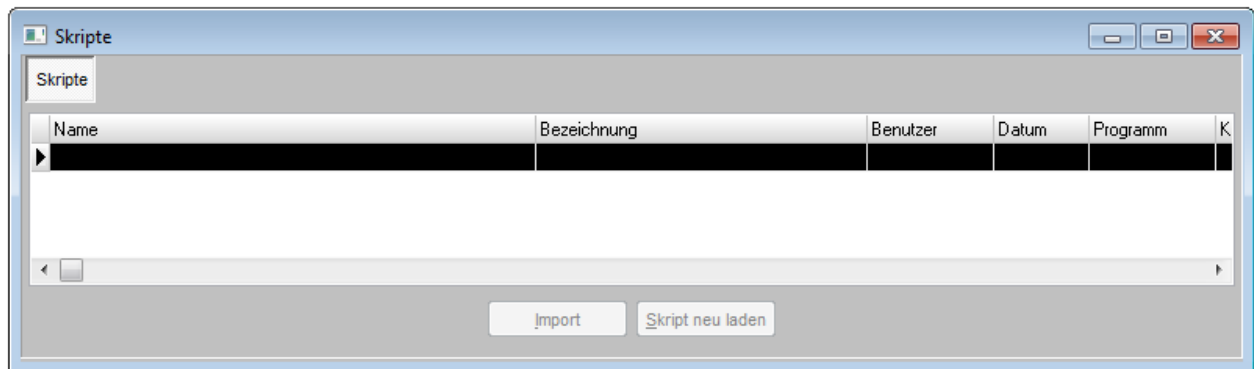 Skripte
Skripte
Name Bezeichnung Benutzer Datum Programm K
Import Skript neu laden